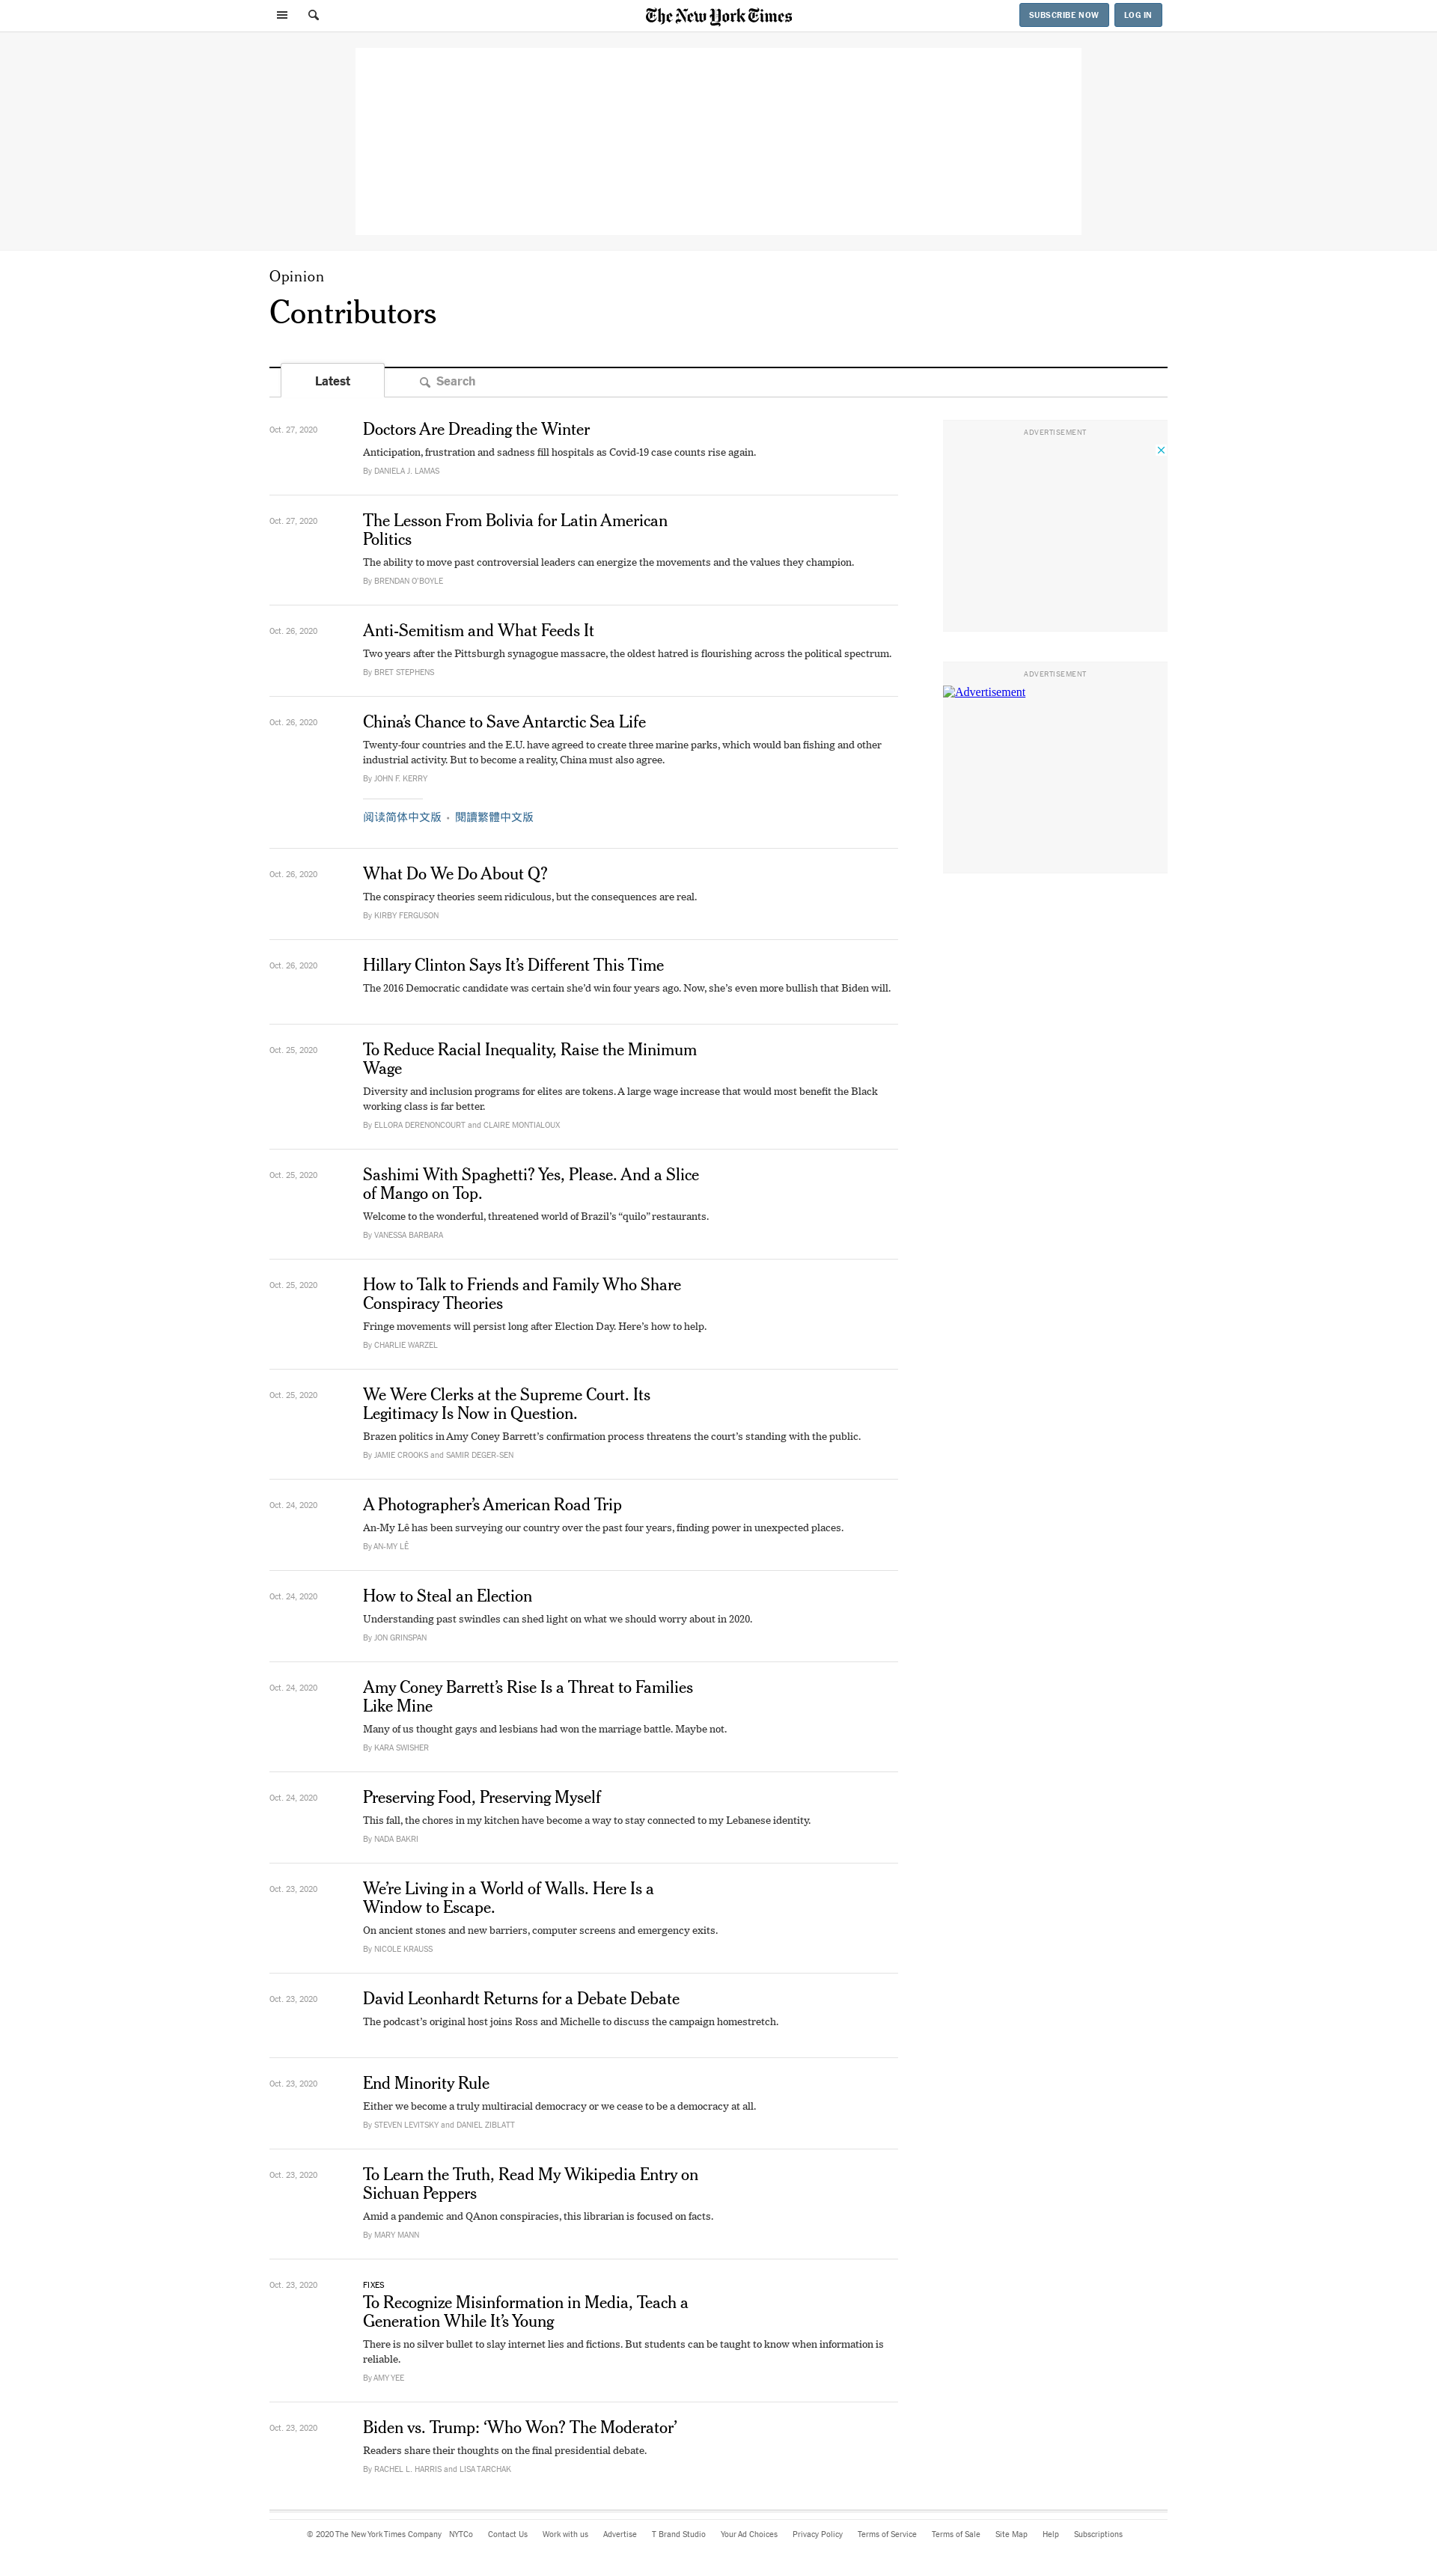 The New York Times
SUBSCRIBE NOW
LOG IN
Opinion
Contributors
Latest
Search
Oct. 27, 2020
Doctors Are Dreading the Winter
Anticipation, frustration and sadness fill hospitals as Covid-19 case counts rise again.
By DANIELA J. LAMAS
Oct. 27, 2020
The Lesson From Bolivia for Latin American
Politics
The ability to move past controversial leaders can energize the movements and the values they champion.
By BRENDAN O'BOYLE
Oct. 26, 2020
Anti-Semitism and What Feeds It
Two years after the Pittsburgh synagogue massacre, the oldest hatred is flourishing across the political spectrum.
By BRET STEPHENS
Oct. 26, 2020
China’s Chance to Save Antarctic Sea Life
Twenty-four countries and the E.U. have agreed to create three marine parks, which would ban fishing and other
industrial activity. But to become a reality, China must also agree.
By JOHN F. KERRY
阅读简体中文版 • 閱讀繁體中文版
Oct. 26, 2020
What Do We Do About Q?
The conspiracy theories seem ridiculous, but the consequences are real.
By KIRBY FERGUSON
Oct. 26, 2020
Hillary Clinton Says It’s Different This Time
The 2016 Democratic candidate was certain she’d win four years ago. Now, she’s even more bullish that Biden will.
Oct. 25, 2020
To Reduce Racial Inequality, Raise the Minimum
Wage
Diversity and inclusion programs for elites are tokens. A large wage increase that would most benefit the Black
working class is far better.
By ELLORA DERENONCOURT and CLAIRE MONTIALOUX
Oct. 25, 2020
Sashimi With Spaghetti? Yes, Please. And a Slice
of Mango on Top.
Welcome to the wonderful, threatened world of Brazil’s “quilo” restaurants.
By VANESSA BARBARA
Oct. 25, 2020
How to Talk to Friends and Family Who Share
Conspiracy Theories
Fringe movements will persist long after Election Day. Here’s how to help.
By CHARLIE WARZEL
Oct. 25, 2020
We Were Clerks at the Supreme Court. Its
Legitimacy Is Now in Question.
Brazen politics in Amy Coney Barrett’s confirmation process threatens the court’s standing with the public.
By JAMIE CROOKS and SAMIR DEGER-SEN
Oct. 24, 2020
A Photographer’s American Road Trip
An-My Lê has been surveying our country over the past four years, finding power in unexpected places.
By AN-MY LÊ
Oct. 24, 2020
How to Steal an Election
Understanding past swindles can shed light on what we should worry about in 2020.
By JON GRINSPAN
Oct. 24, 2020
Amy Coney Barrett’s Rise Is a Threat to Families
Like Mine
Many of us thought gays and lesbians had won the marriage battle. Maybe not.
By KARA SWISHER
Oct. 24, 2020
Preserving Food, Preserving Myself
This fall, the chores in my kitchen have become a way to stay connected to my Lebanese identity.
By NADA BAKRI
Oct. 23, 2020
We’re Living in a World of Walls. Here Is a
Window to Escape.
On ancient stones and new barriers, computer screens and emergency exits.
By NICOLE KRAUSS
Oct. 23, 2020
David Leonhardt Returns for a Debate Debate
The podcast’s original host joins Ross and Michelle to discuss the campaign homestretch.
Oct. 23, 2020
End Minority Rule
Either we become a truly multiracial democracy or we cease to be a democracy at all.
By STEVEN LEVITSKY and DANIEL ZIBLATT
Oct. 23, 2020
To Learn the Truth, Read My Wikipedia Entry on
Sichuan Peppers
Amid a pandemic and QAnon conspiracies, this librarian is focused on facts.
By MARY MANN
Oct. 23, 2020
FIXES
To Recognize Misinformation in Media, Teach a
Generation While It’s Young
There is no silver bullet to slay internet lies and fictions. But students can be taught to know when information is
reliable.
By AMY YEE
Oct. 23, 2020
Biden vs. Trump: ‘Who Won? The Moderator’
Readers share their thoughts on the final presidential debate.
By RACHEL L. HARRIS and LISA TARCHAK
ADVERTISEMENT
ADVERTISEMENT
Advertisement
© 2020 The New York Times Company NYTCo Contact Us Work with us Advertise T Brand Studio Your Ad Choices Privacy Policy Terms of Service Terms of Sale Site Map Help Subscriptions